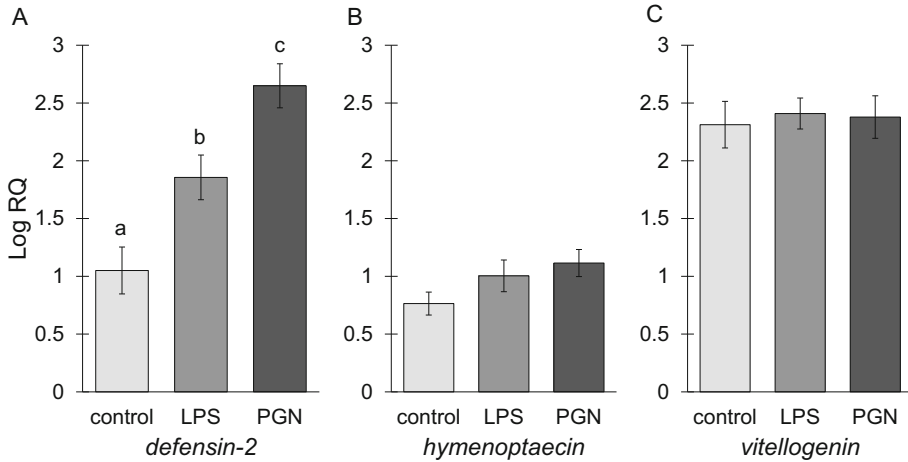 A
Log RQ
3
2.5
2
1.5
1
0.5
0
a
b
c
control LPS PGN
defensin-2
B
3
2.5
2
1.5
1
0.5
0
control LPS PGN
hymenoptaecin
C
3
2.5
2
1.5
1
0.5
0
control LPS PGN
vitellogenin